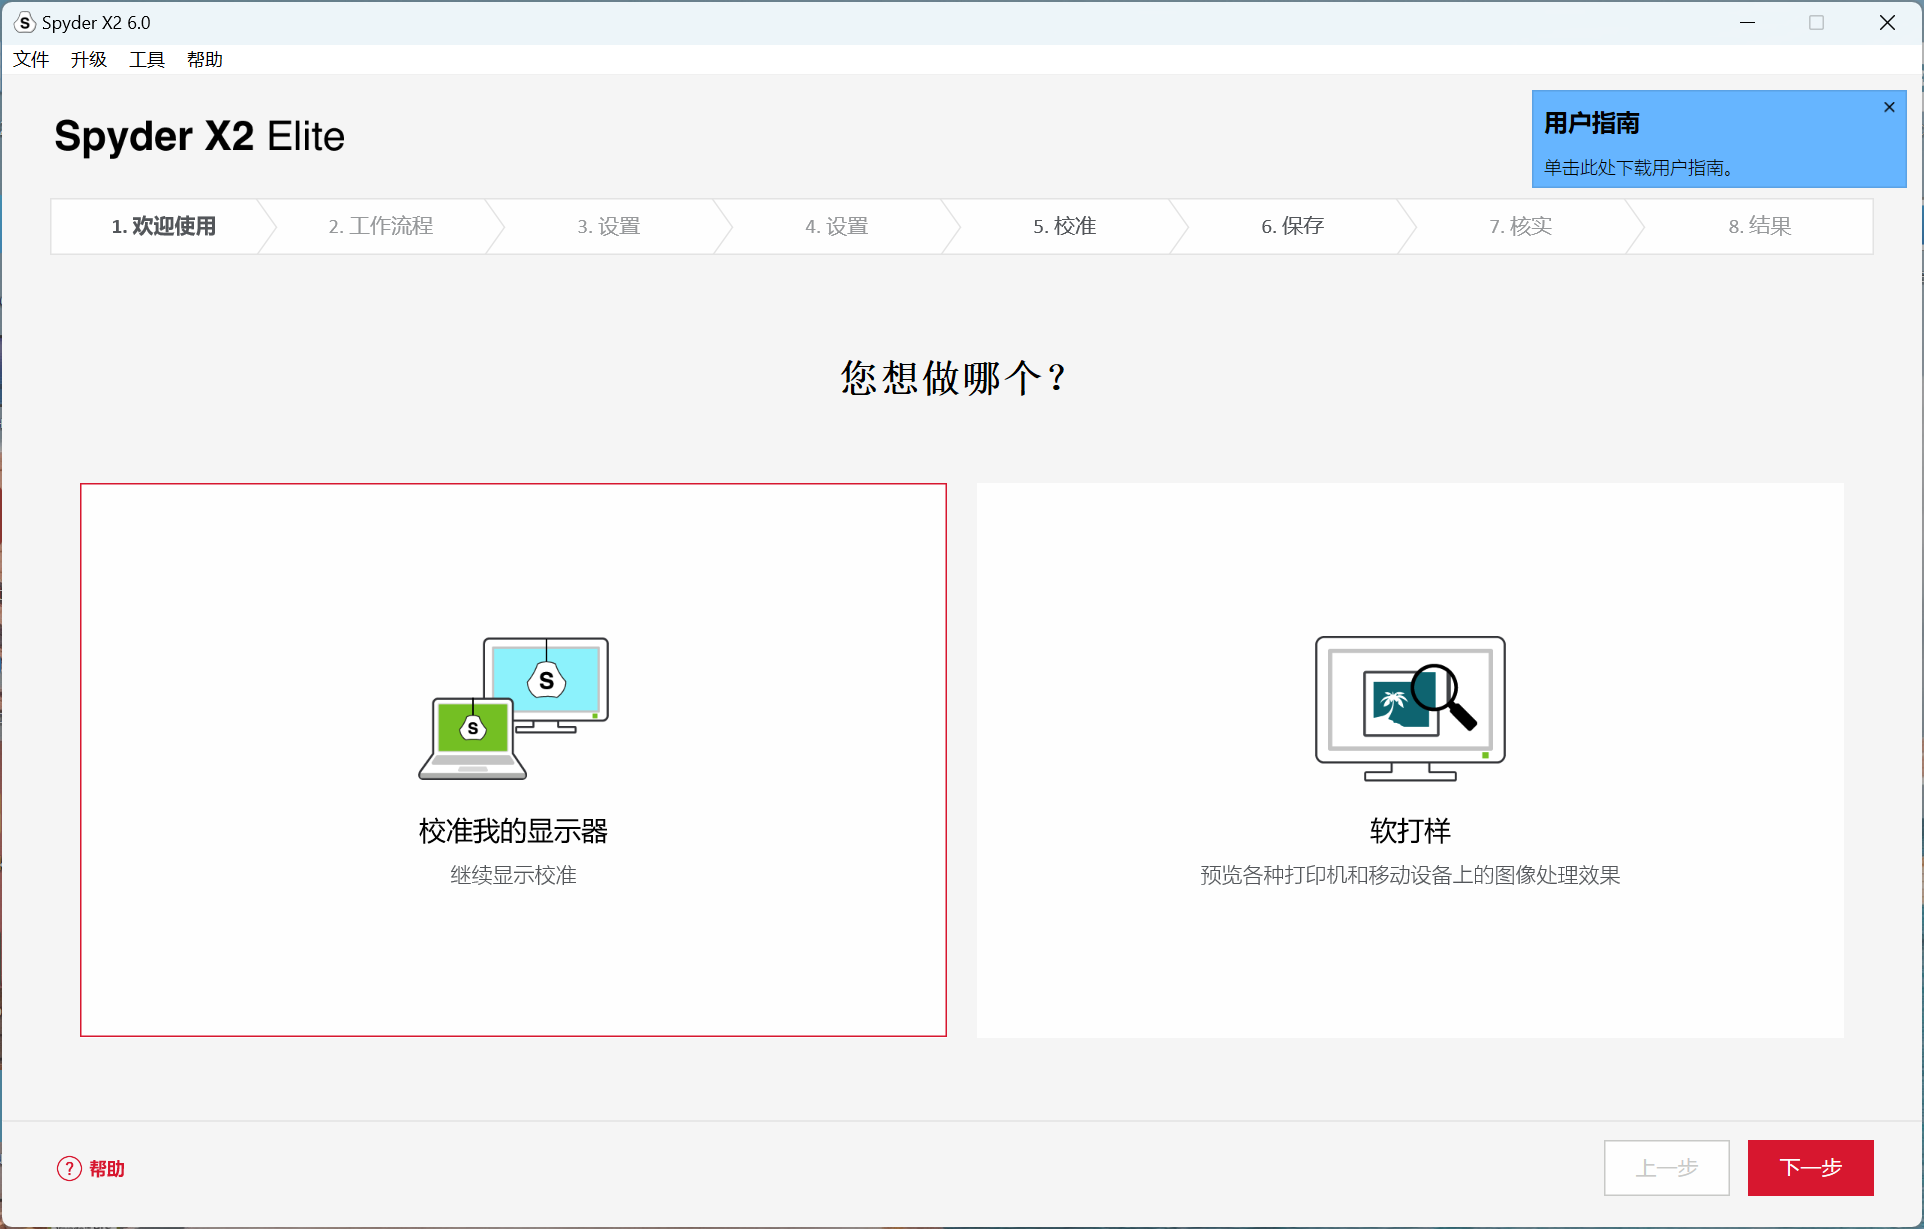 Spyder X2 6.0
文件 升级 工具 帮助
Spyder X2 Elite
用户指南
单击此处下载用户指南。
1. 欢迎使用
2. 工作流程
3. 设置
4. 设置
5. 校准
6. 保存
7. 核实
8. 结果
您想做哪个？
S
S
校准我的显示器
继续显示校准
软打样
预览各种打印机和移动设备上的图像处理效果
? 帮助
上一步
下一步